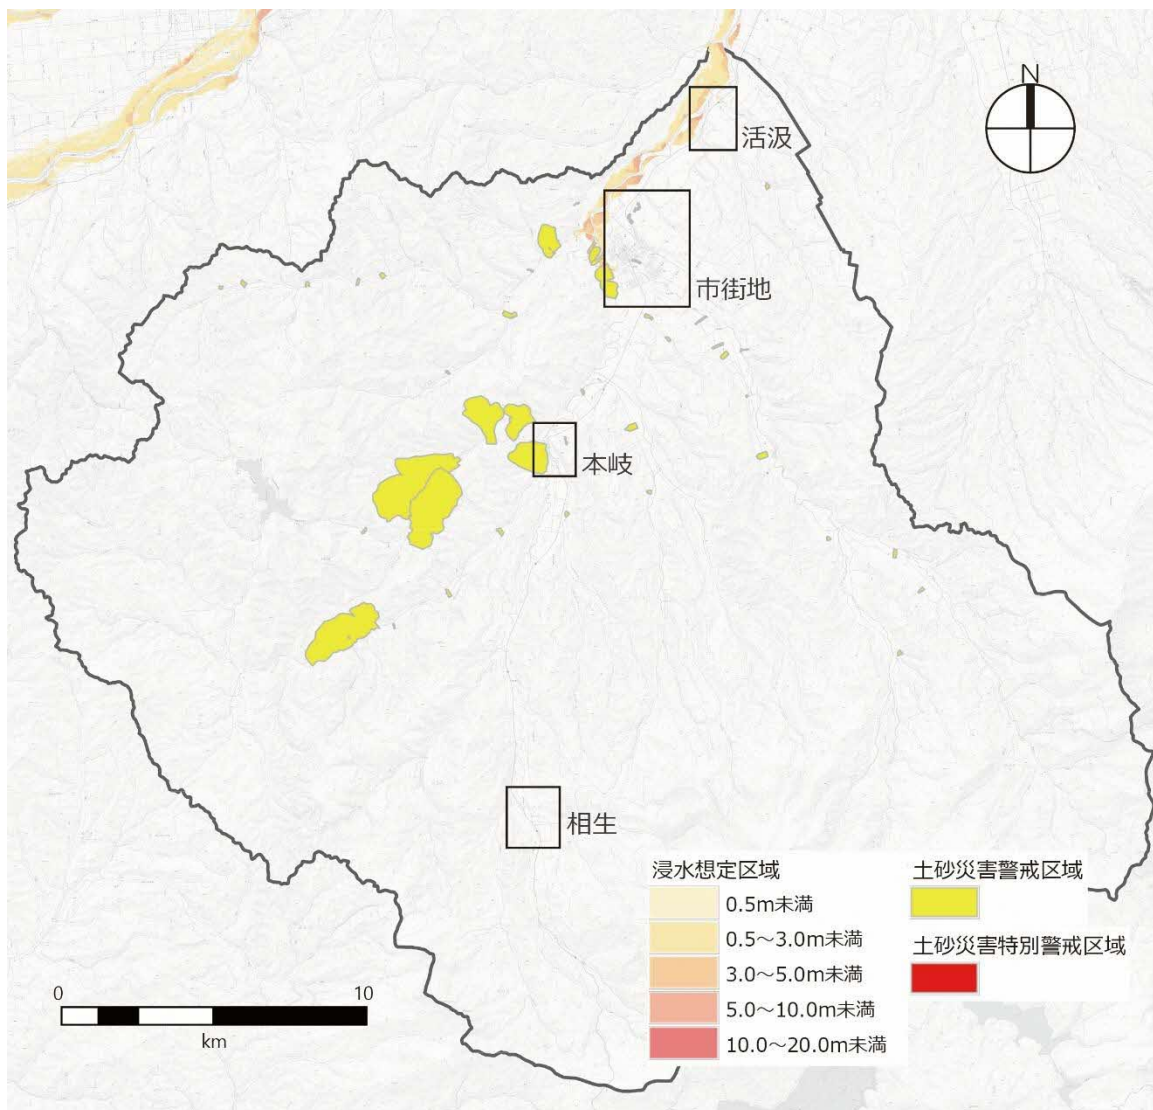 N
活汲
市街地
本岐
相生
浸水想定区域
0.5m未満
0.5～3.0m未満
3.0～5.0m未満
5.0～10.0m未満
10.0～20.0m未満
土砂災害警戒区域
土砂災害特別警戒区域
0 10
km